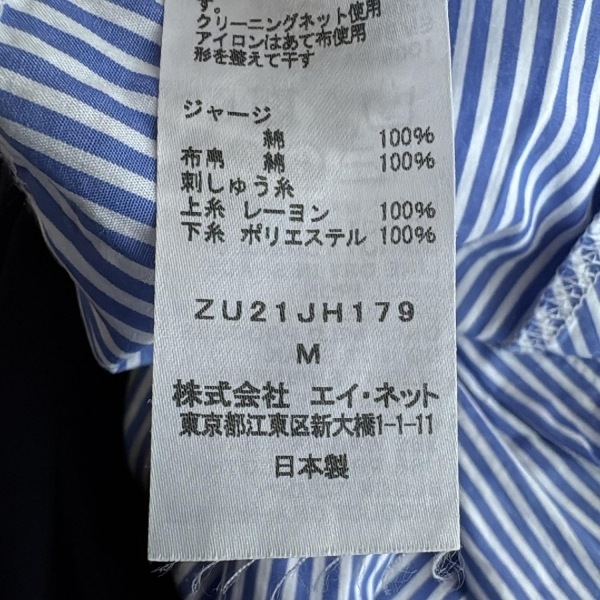 す。
クリーニングネット使用
アイロンはあて布使用
形を整えて干す
ジャージ
綿 100%
布帛 綿 100%
刺しゅう糸
上糸 レーヨン 100%
下糸 ポリエステル 100%
ZU21JH179
M
株式会社 エイ・ネット
東京都江東区新大橋1-1-11
日本製